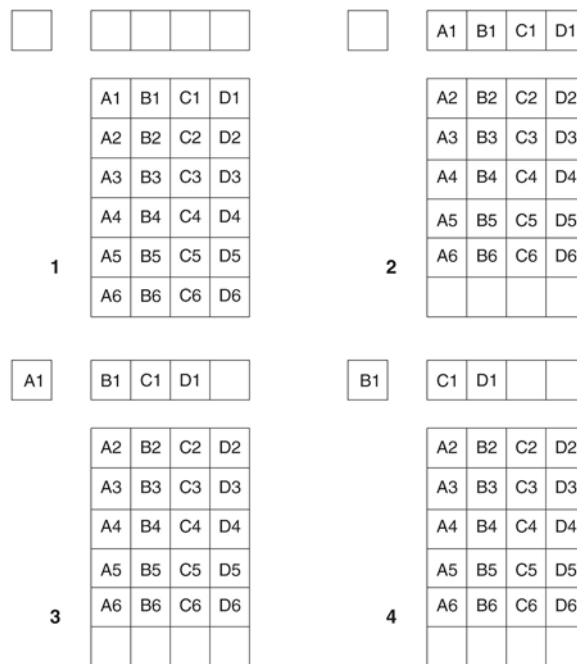 A1 B1 C1 D1
A2 B2 C2 D2
A3 B3 C3 D3
A4 B4 C4 D4
A5 B5 C5 D5
1
A6 B6 C6 D6
A1 B1 C1 D1
A2 B2 C2 D2
A3 B3 C3 D3
A4 B4 C4 D4
A5 B5 C5 D5
2
A6 B6 C6 D6
A1 B1 C1 D1
A2 B2 C2 D2
A3 B3 C3 D3
A4 B4 C4 D4
A5 B5 C5 D5
3
A6 B6 C6 D6
B1 C1 D1
A2 B2 C2 D2
A3 B3 C3 D3
A4 B4 C4 D4
A5 B5 C5 D5
4
A6 B6 C6 D6